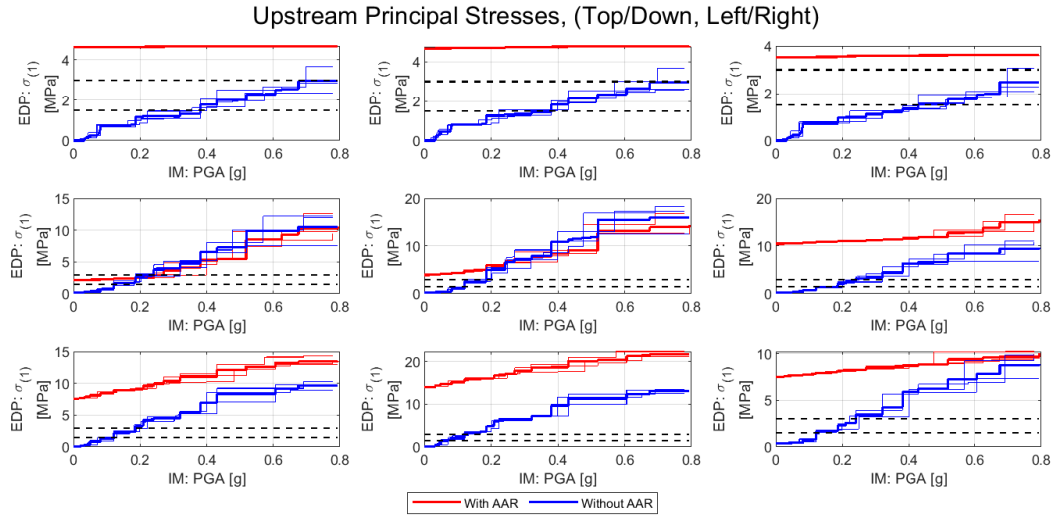 Upstream Principal Stresses, (Top/Down, Left/Right)
EDP: σ(1)
[MPa]
4
2
0
0 0.2 0.4 0.6 0.8
IM: PGA [g]
EDP: σ(1)
[MPa]
4
2
0
0 0.2 0.4 0.6 0.8
IM: PGA [g]
EDP: σ(1)
[MPa]
4
3
2
1
0
0 0.2 0.4 0.6 0.8
IM: PGA [g]
EDP: σ(1)
[MPa]
15
10
5
0
0 0.2 0.4 0.6 0.8
IM: PGA [g]
EDP: σ(1)
[MPa]
20
10
0
0 0.2 0.4 0.6 0.8
IM: PGA [g]
EDP: σ(1)
[MPa]
20
10
0
0 0.2 0.4 0.6 0.8
IM: PGA [g]
EDP: σ(1)
[MPa]
15
10
5
0
0 0.2 0.4 0.6 0.8
IM: PGA [g]
EDP: σ(1)
[MPa]
20
10
0
0 0.2 0.4 0.6 0.8
IM: PGA [g]
EDP: σ(1)
[MPa]
10
5
0
0 0.2 0.4 0.6 0.8
IM: PGA [g]
With AAR Without AAR